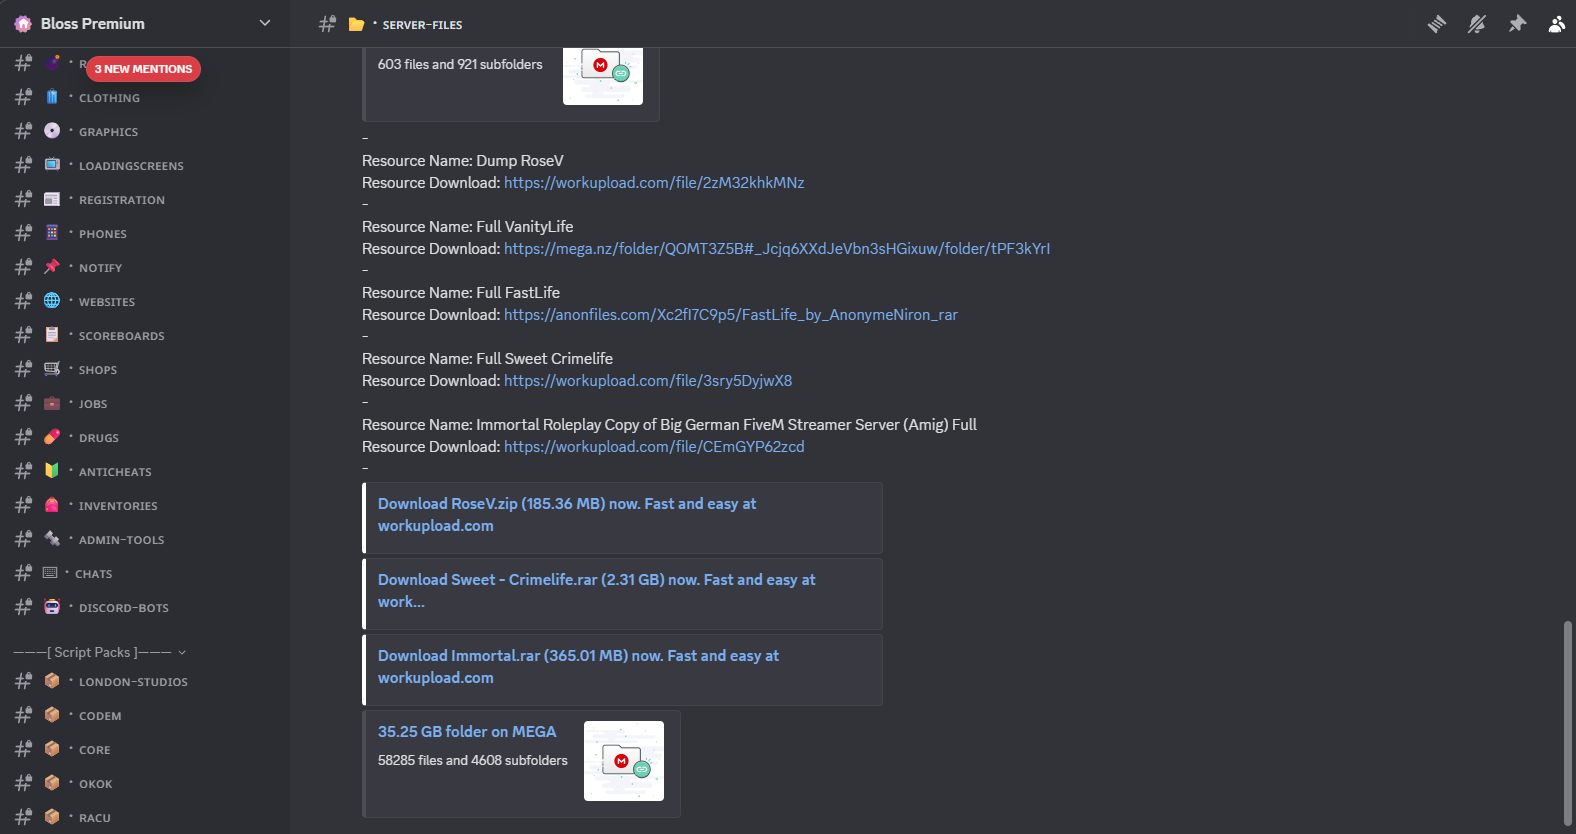 Bloss Premium
• SERVER-FILES
3 NEW MENTIONS
• CLOTHING
• GRAPHICS
• LOADINGSCREENS
• REGISTRATION
• PHONES
• NOTIFY
• WEBSITES
• SCOREBOARDS
• SHOPS
• JOBS
• DRUGS
• ANTICHEATS
• INVENTORIES
• ADMIN-TOOLS
• CHATS
• DISCORD-BOTS
———[ Script Packs ]———
• LONDON-STUDIOS
• CODEM
• CORE
• OKOK
• RACU
603 files and 921 subfolders
-
Resource Name: Dump RoseV
Resource Download: https://workupload.com/file/2zM32khkMNz
-
Resource Name: Full VanityLife
Resource Download: https://mega.nz/folder/QOMT3Z5B#_Jcjq6XXdJeVbn3sHGixuw/folder/tPF3kYrI
-
Resource Name: Full FastLife
Resource Download: https://anonfiles.com/Xc2fI7C9p5/FastLife_by_AnonymeNiron_rar
-
Resource Name: Full Sweet Crimelife
Resource Download: https://workupload.com/file/3sry5DyjwX8
-
Resource Name: Immortal Roleplay Copy of Big German FiveM Streamer Server (Amig) Full
Resource Download: https://workupload.com/file/CEmGYP62zcd
-
Download RoseV.zip (185.36 MB) now. Fast and easy at
workupload.com
Download Sweet - Crimelife.rar (2.31 GB) now. Fast and easy at
work...
Download Immortal.rar (365.01 MB) now. Fast and easy at
workupload.com
35.25 GB folder on MEGA
58285 files and 4608 subfolders